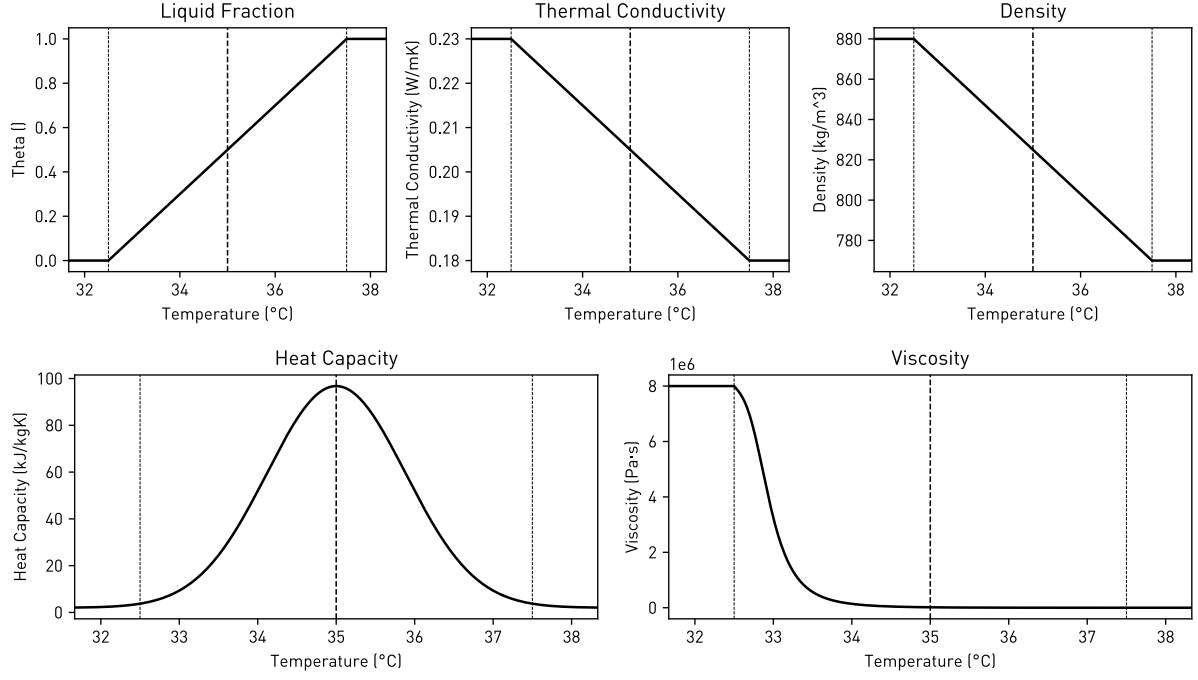 Liquid Fraction
Theta ()
1.0
0.8
0.6
0.4
0.2
0.0
32 34 36 38
Temperature (°C)
Thermal Conductivity
Thermal Conductivity (W/mK)
0.23
0.22
0.21
0.20
0.19
0.18
32 34 36 38
Temperature (°C)
Density
Density (kg/m^3)
880
860
840
820
800
780
32 34 36 38
Temperature (°C)
Heat Capacity
Heat Capacity (kJ/kgK)
100
80
60
40
20
0
32 33 34 35 36 37 38
Temperature (°C)
Viscosity
1e6
Viscosity (Pa·s)
8
6
4
2
0
32 33 34 35 36 37 38
Temperature (°C)